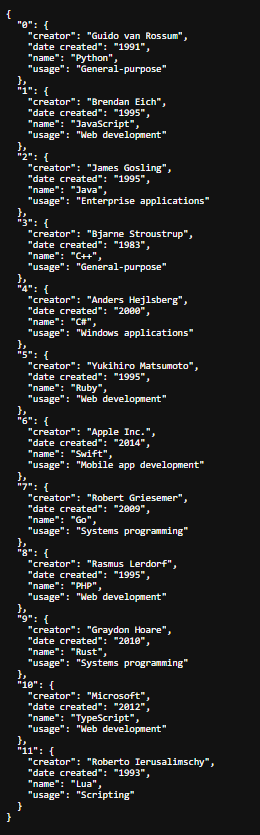 {
  "0": {
    "creator": "Guido van Rossum",
    "date created": "1991",
    "name": "Python",
    "usage": "General-purpose"
  },
  "1": {
    "creator": "Brendan Eich",
    "date created": "1995",
    "name": "JavaScript",
    "usage": "Web development"
  },
  "2": {
    "creator": "James Gosling",
    "date created": "1995",
    "name": "Java",
    "usage": "Enterprise applications"
  },
  "3": {
    "creator": "Bjarne Stroustrup",
    "date created": "1983",
    "name": "C++",
    "usage": "General-purpose"
  },
  "4": {
    "creator": "Anders Hejlsberg",
    "date created": "2000",
    "name": "C#",
    "usage": "Windows applications"
  },
  "5": {
    "creator": "Yukihiro Matsumoto",
    "date created": "1995",
    "name": "Ruby",
    "usage": "Web development"
  },
  "6": {
    "creator": "Apple Inc.",
    "date created": "2014",
    "name": "Swift",
    "usage": "Mobile app development"
  },
  "7": {
    "creator": "Robert Griesemer",
    "date created": "2009",
    "name": "Go",
    "usage": "Systems programming"
  },
  "8": {
    "creator": "Rasmus Lerdorf",
    "date created": "1995",
    "name": "PHP",
    "usage": "Web development"
  },
  "9": {
    "creator": "Graydon Hoare",
    "date created": "2010",
    "name": "Rust",
    "usage": "Systems programming"
  },
  "10": {
    "creator": "Microsoft",
    "date created": "2012",
    "name": "TypeScript",
    "usage": "Web development"
  },
  "11": {
    "creator": "Roberto Ierusalimschy",
    "date created": "1993",
    "name": "Lua",
    "usage": "Scripting"
  }
}